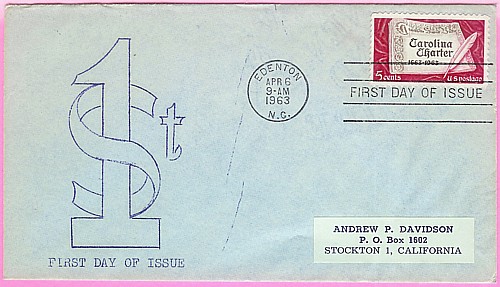 Carolina
Charter
1663-1963
5 cents U S postage
EDENTON
APR 6
9-AM
1963
N.C.
FIRST DAY OF ISSUE
1st
FIRST DAY OF ISSUE
ANDREW P. DAVIDSON
P. O. Box 1602
STOCKTON 1, CALIFORNIA